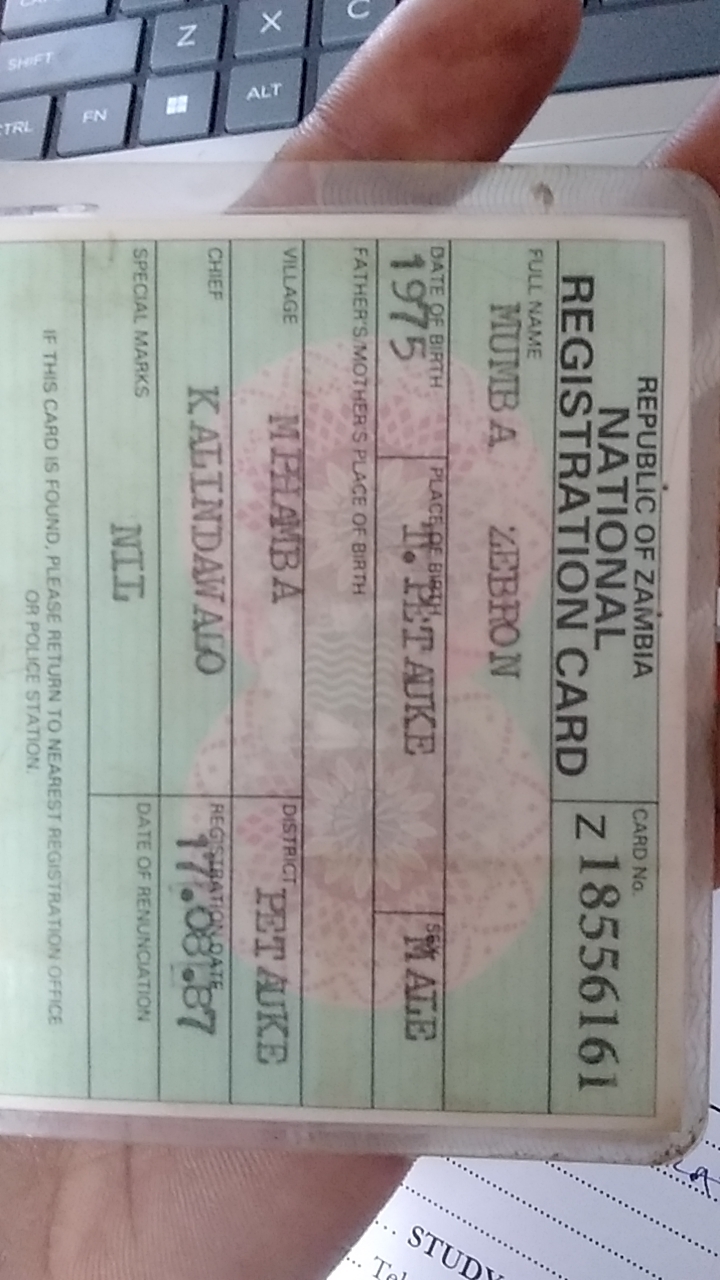 REPUBLIC OF ZAMBIA
NATIONAL
REGISTRATION CARD
CARD No.
Z 18556161
FULL NAME
MUMBA ZEBRON
DATE OF BIRTH
1975
PLACE OF BIRTH
T.PETAUKE
SEX
MALE
FATHER'S/MOTHER'S PLACE OF BIRTH
VILLAGE
MPHAMBA
DISTRICT
PETAUKE
CHIEF
KALINDAWALO
REGISTRATION DATE
17.08.87
SPECIAL MARKS
NIL
DATE OF RENUNCIATION
IF THIS CARD IS FOUND, PLEASE RETURN TO NEAREST REGISTRATION OFFICE
OR POLICE STATION.
SHIFT
Z
X
C
FN
ALT
STUDY